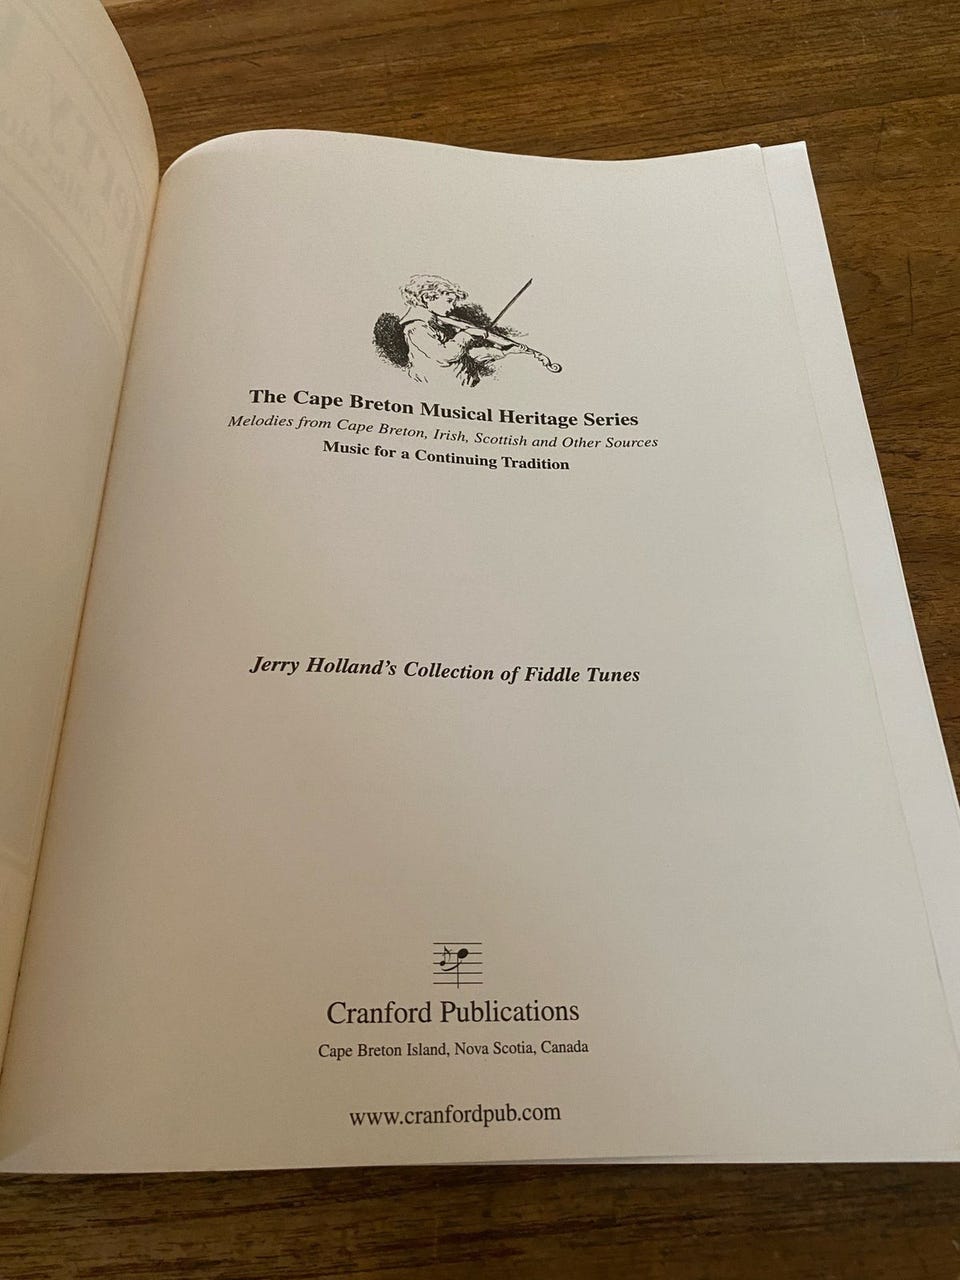 The Cape Breton Musical Heritage Series
Melodies from Cape Breton, Irish, Scottish and Other Sources
Music for a Continuing Tradition
Jerry Holland's Collection of Fiddle Tunes
Cranford Publications
Cape Breton Island, Nova Scotia, Canada
www.cranfordpub.com